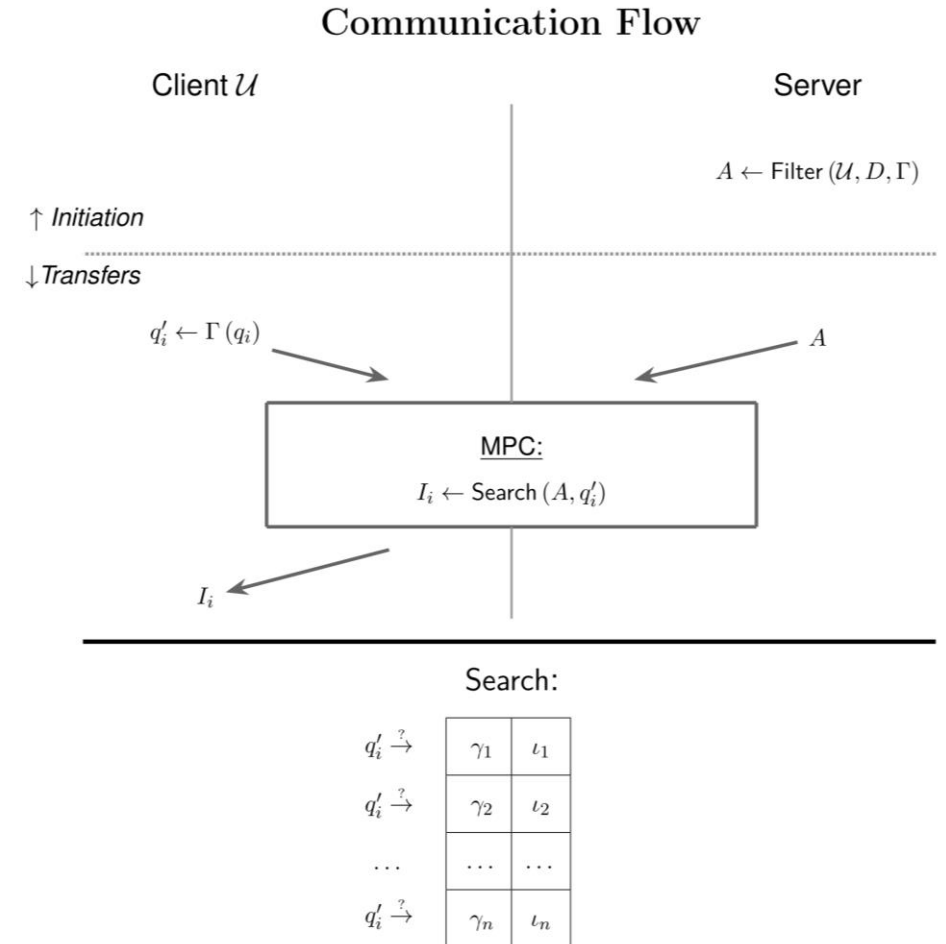 Communication Flow
Client 𝒰
Server
A ← Filter (𝒰, D, Γ)
↑ Initiation
↓ Transfers
q′ᵢ ← Γ (qᵢ)
A
MPC:
Iᵢ ← Search (A, q′ᵢ)
Iᵢ
Search:
q′ᵢ →? γ₁ ι₁
q′ᵢ →? γ₂ ι₂
... ... ...
q′ᵢ →? γₙ ιₙ